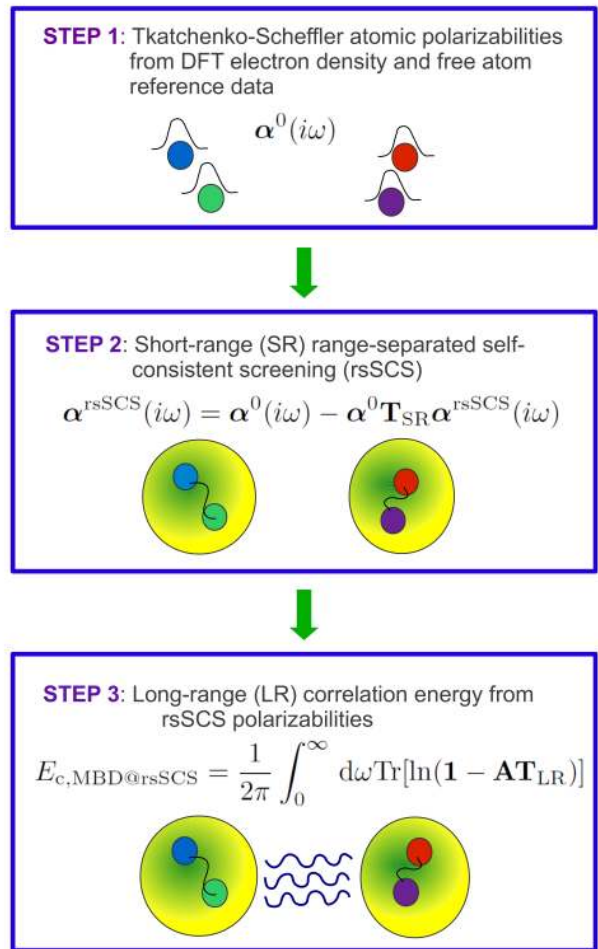 STEP 1: Tkatchenko-Scheffler atomic polarizabilities
from DFT electron density and free atom
reference data
α⁰(iω)
STEP 2: Short-range (SR) range-separated self-
consistent screening (rsSCS)
α^rsSCS(iω) = α⁰(iω) − α⁰T_SRα^rsSCS(iω)
STEP 3: Long-range (LR) correlation energy from
rsSCS polarizabilities
E_c,MBD@rsSCS = 1/2π ∫₀^∞ dωTr[ln(1 − AT_LR)]